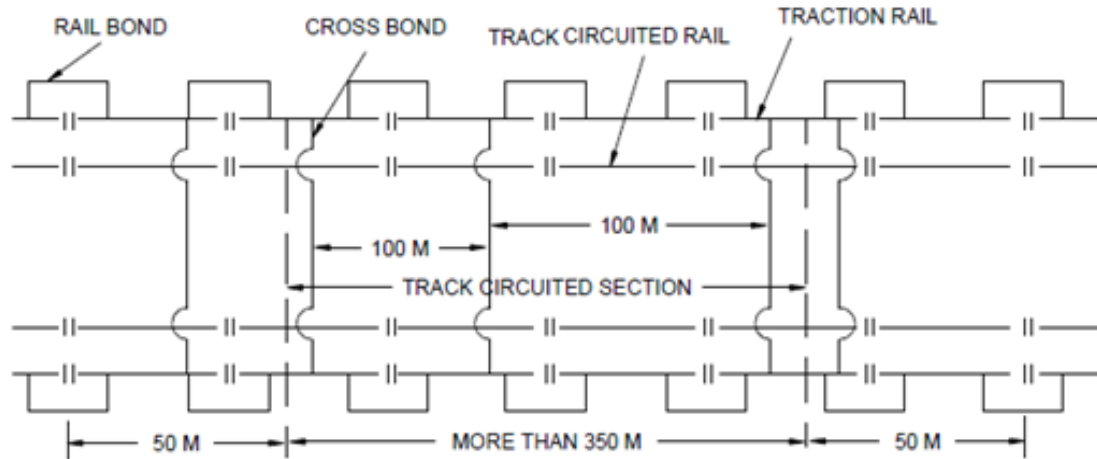 RAIL BOND
CROSS BOND
TRACK CIRCUITED RAIL
TRACTION RAIL
100 M
100 M
TRACK CIRCUITED SECTION
50 M
MORE THAN 350 M
50 M